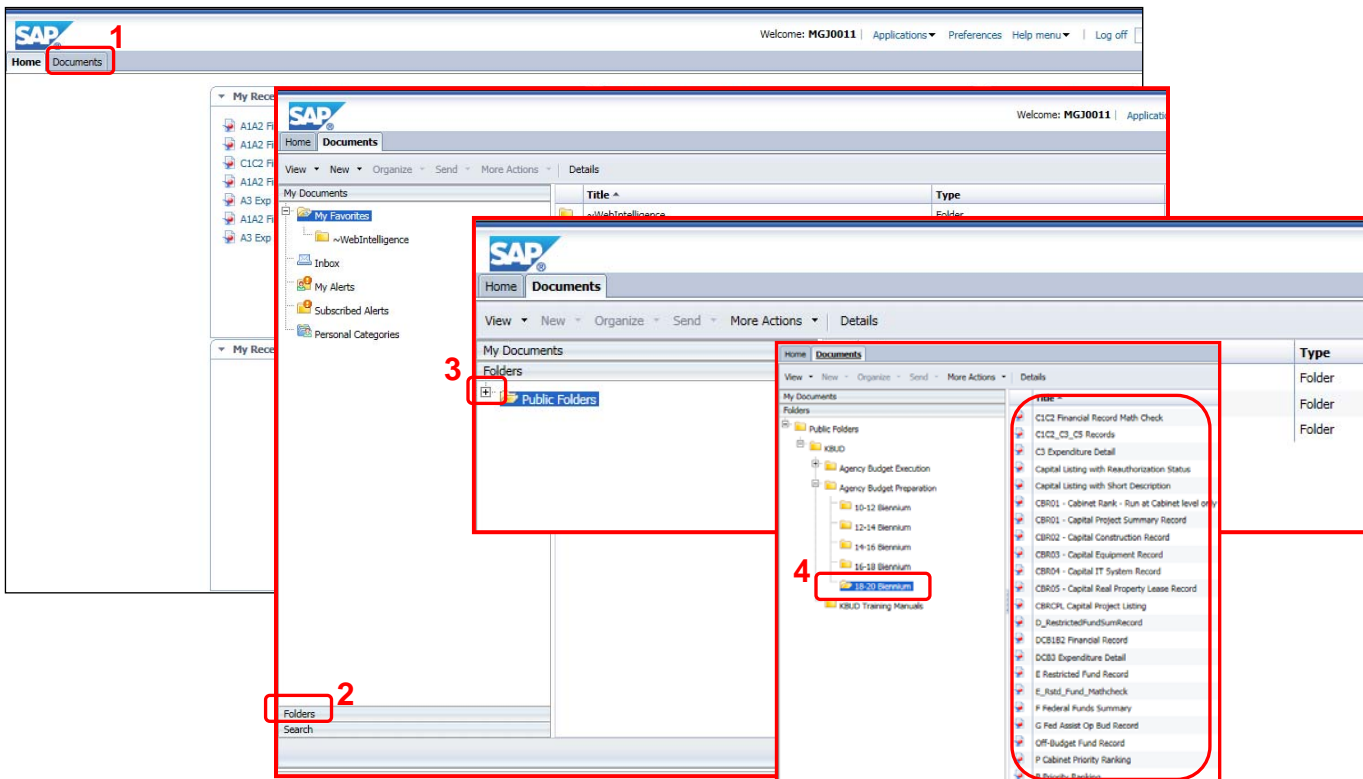 SAP
1
Welcome: MGJ0011 | Applications Preferences Help menu | Log off
Home Documents
My Rece
A1A2 Fi
A1A2 Fi
C1C2 Fi
A1A2 Fi
A3 Exp
A1A2 Fi
A3 Exp
My Rece
SAP
Welcome: MGJ0011 | Applicatio
Home Documents
View New Organize Send More Actions Details
My Documents
Title Type
My Favorites
~WebIntelligence Folder
~WebIntelligence
Inbox
My Alerts
Subscribed Alerts
Personal Categories
2
Folders
Search
SAP
Home Documents
View New Organize Send More Actions Details
My Documents
Type
3
Folders
Folder
Public Folders
Folder
Folder
Home Documents
View New Organize Send More Actions Details
My Documents
Title
Folders
Public Folders
KBUD
Agency Budget Execution
Agency Budget Preparation
10-12 Biennium
12-14 Biennium
14-16 Biennium
16-18 Biennium
4
18-20 Biennium
KBUD Training Manuals
C1C2 Financial Record Math Check
C1C2_C3_C5 Records
C3 Expenditure Detail
Capital Listing with Reauthorization Status
Capital Listing with Short Description
CBR01 - Cabinet Rank - Run at Cabinet level only
CBR01 - Capital Project Summary Record
CBR02 - Capital Construction Record
CBR03 - Capital Equipment Record
CBR04 - Capital IT System Record
CBR05 - Capital Real Property Lease Record
CBRCPL Capital Project Listing
D_RestrictedFundSumRecord
DCB1B2 Financial Record
DCB3 Expenditure Detail
E Restricted Fund Record
E_Rstd_Fund_Mathcheck
F Federal Funds Summary
G Fed Assist Op Bud Record
Off-Budget Fund Record
P Cabinet Priority Ranking
Priority Ranking